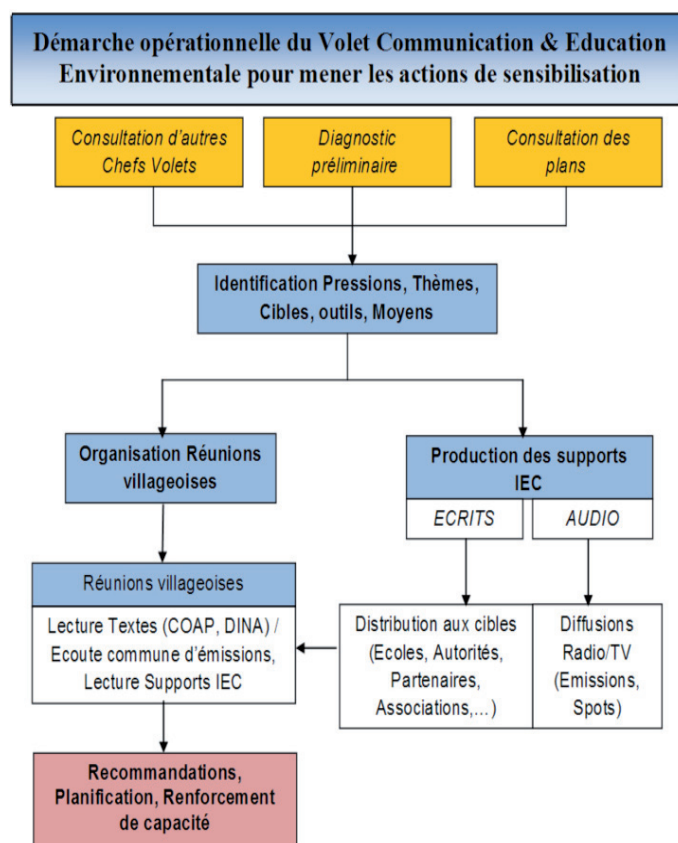 Démarche opérationnelle du Volet Communication & Education
Environnementale pour mener les actions de sensibilisation
Consultation d'autres
Chefs Volets
Diagnostic
préliminaire
Consultation des
plans
Identification Pressions, Thèmes,
Cibles, outils, Moyens
Organisation Réunions
villageoises
Production des supports
IEC
ECRITS
AUDIO
Réunions villageoises
Lecture Textes (COAP, DINA) /
Ecoute commune d'émissions,
Lecture Supports IEC
Distribution aux cibles
(Ecoles, Autorités,
Partenaires,
Associations,...)
Diffusions
Radio/TV
(Emissions,
Spots)
Recommandations,
Planification, Renforcement
de capacité